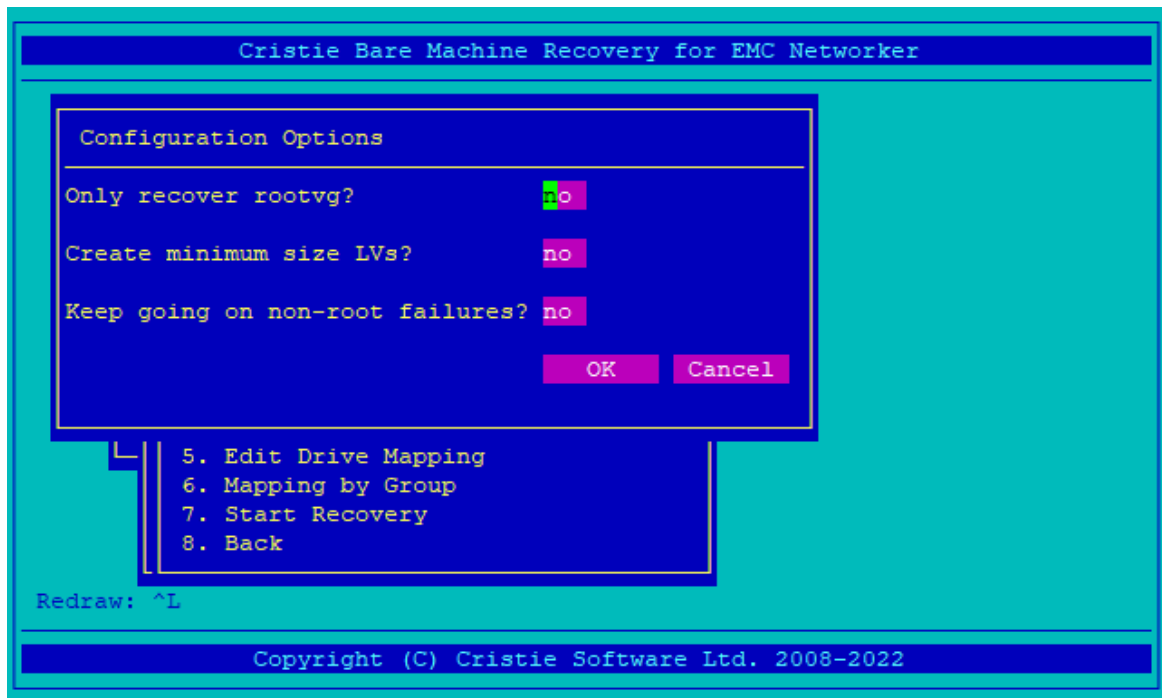 Cristie Bare Machine Recovery for EMC Networker
Configuration Options
Only recover rootvg? no
Create minimum size LVs? no
Keep going on non-root failures? no
OK Cancel
5. Edit Drive Mapping
6. Mapping by Group
7. Start Recovery
8. Back
Redraw: ^L
Copyright (C) Cristie Software Ltd. 2008-2022